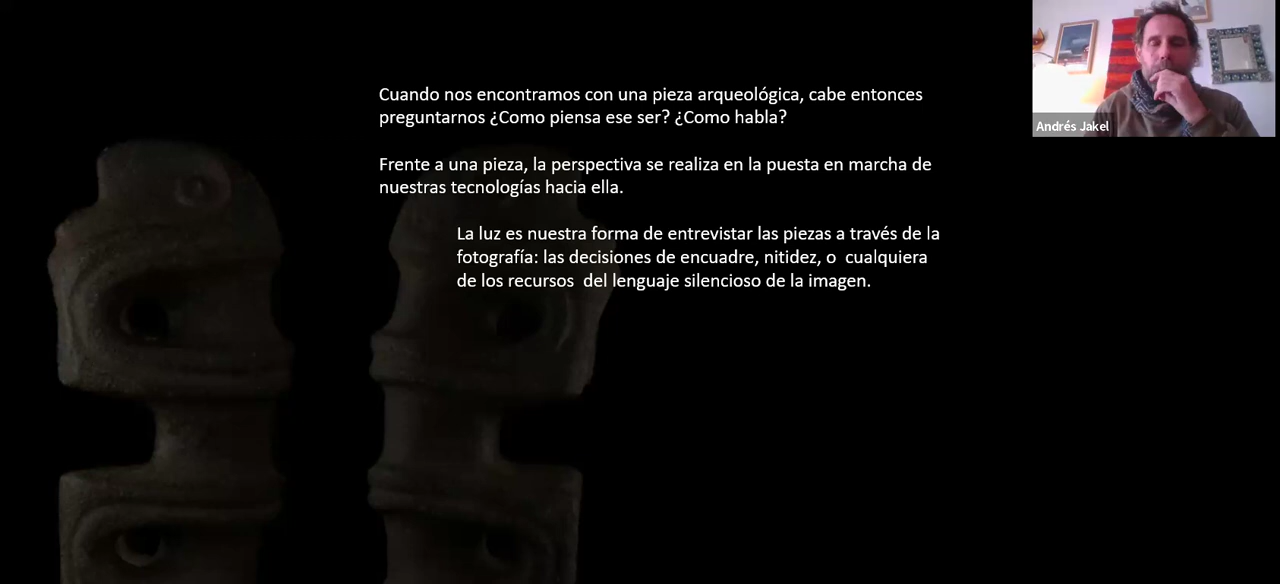 Cuando nos encontramos con una pieza arqueológica, cabe entonces
preguntarnos ¿Como piensa ese ser? ¿Como habla?
Frente a una pieza, la perspectiva se realiza en la puesta en marcha de
nuestras tecnologías hacia ella.
La luz es nuestra forma de entrevistar las piezas a través de la
fotografía: las decisiones de encuadre, nitidez, o cualquiera
de los recursos del lenguaje silencioso de la imagen.
Andrés Jakel